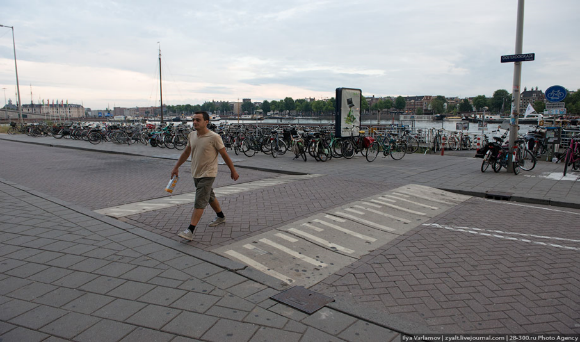 Ilya Varlamov / zyalt.livejournal.com / 28-300.ru Photo Agency